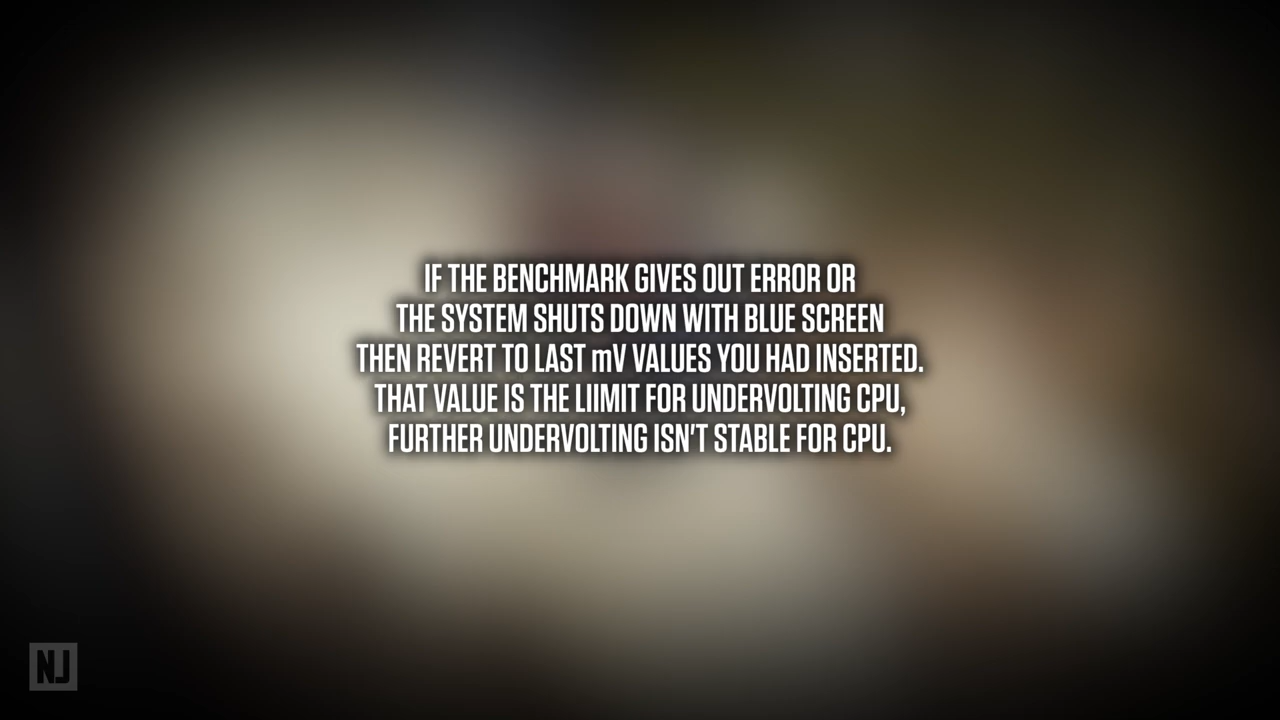 IF THE BENCHMARK GIVES OUT ERROR OR
THE SYSTEM SHUTS DOWN WITH BLUE SCREEN
THEN REVERT TO LAST mV VALUES YOU HAD INSERTED.
THAT VALUE IS THE LIIMIT FOR UNDERVOLTING CPU,
FURTHER UNDERVOLTING ISN'T STABLE FOR CPU.
NJ